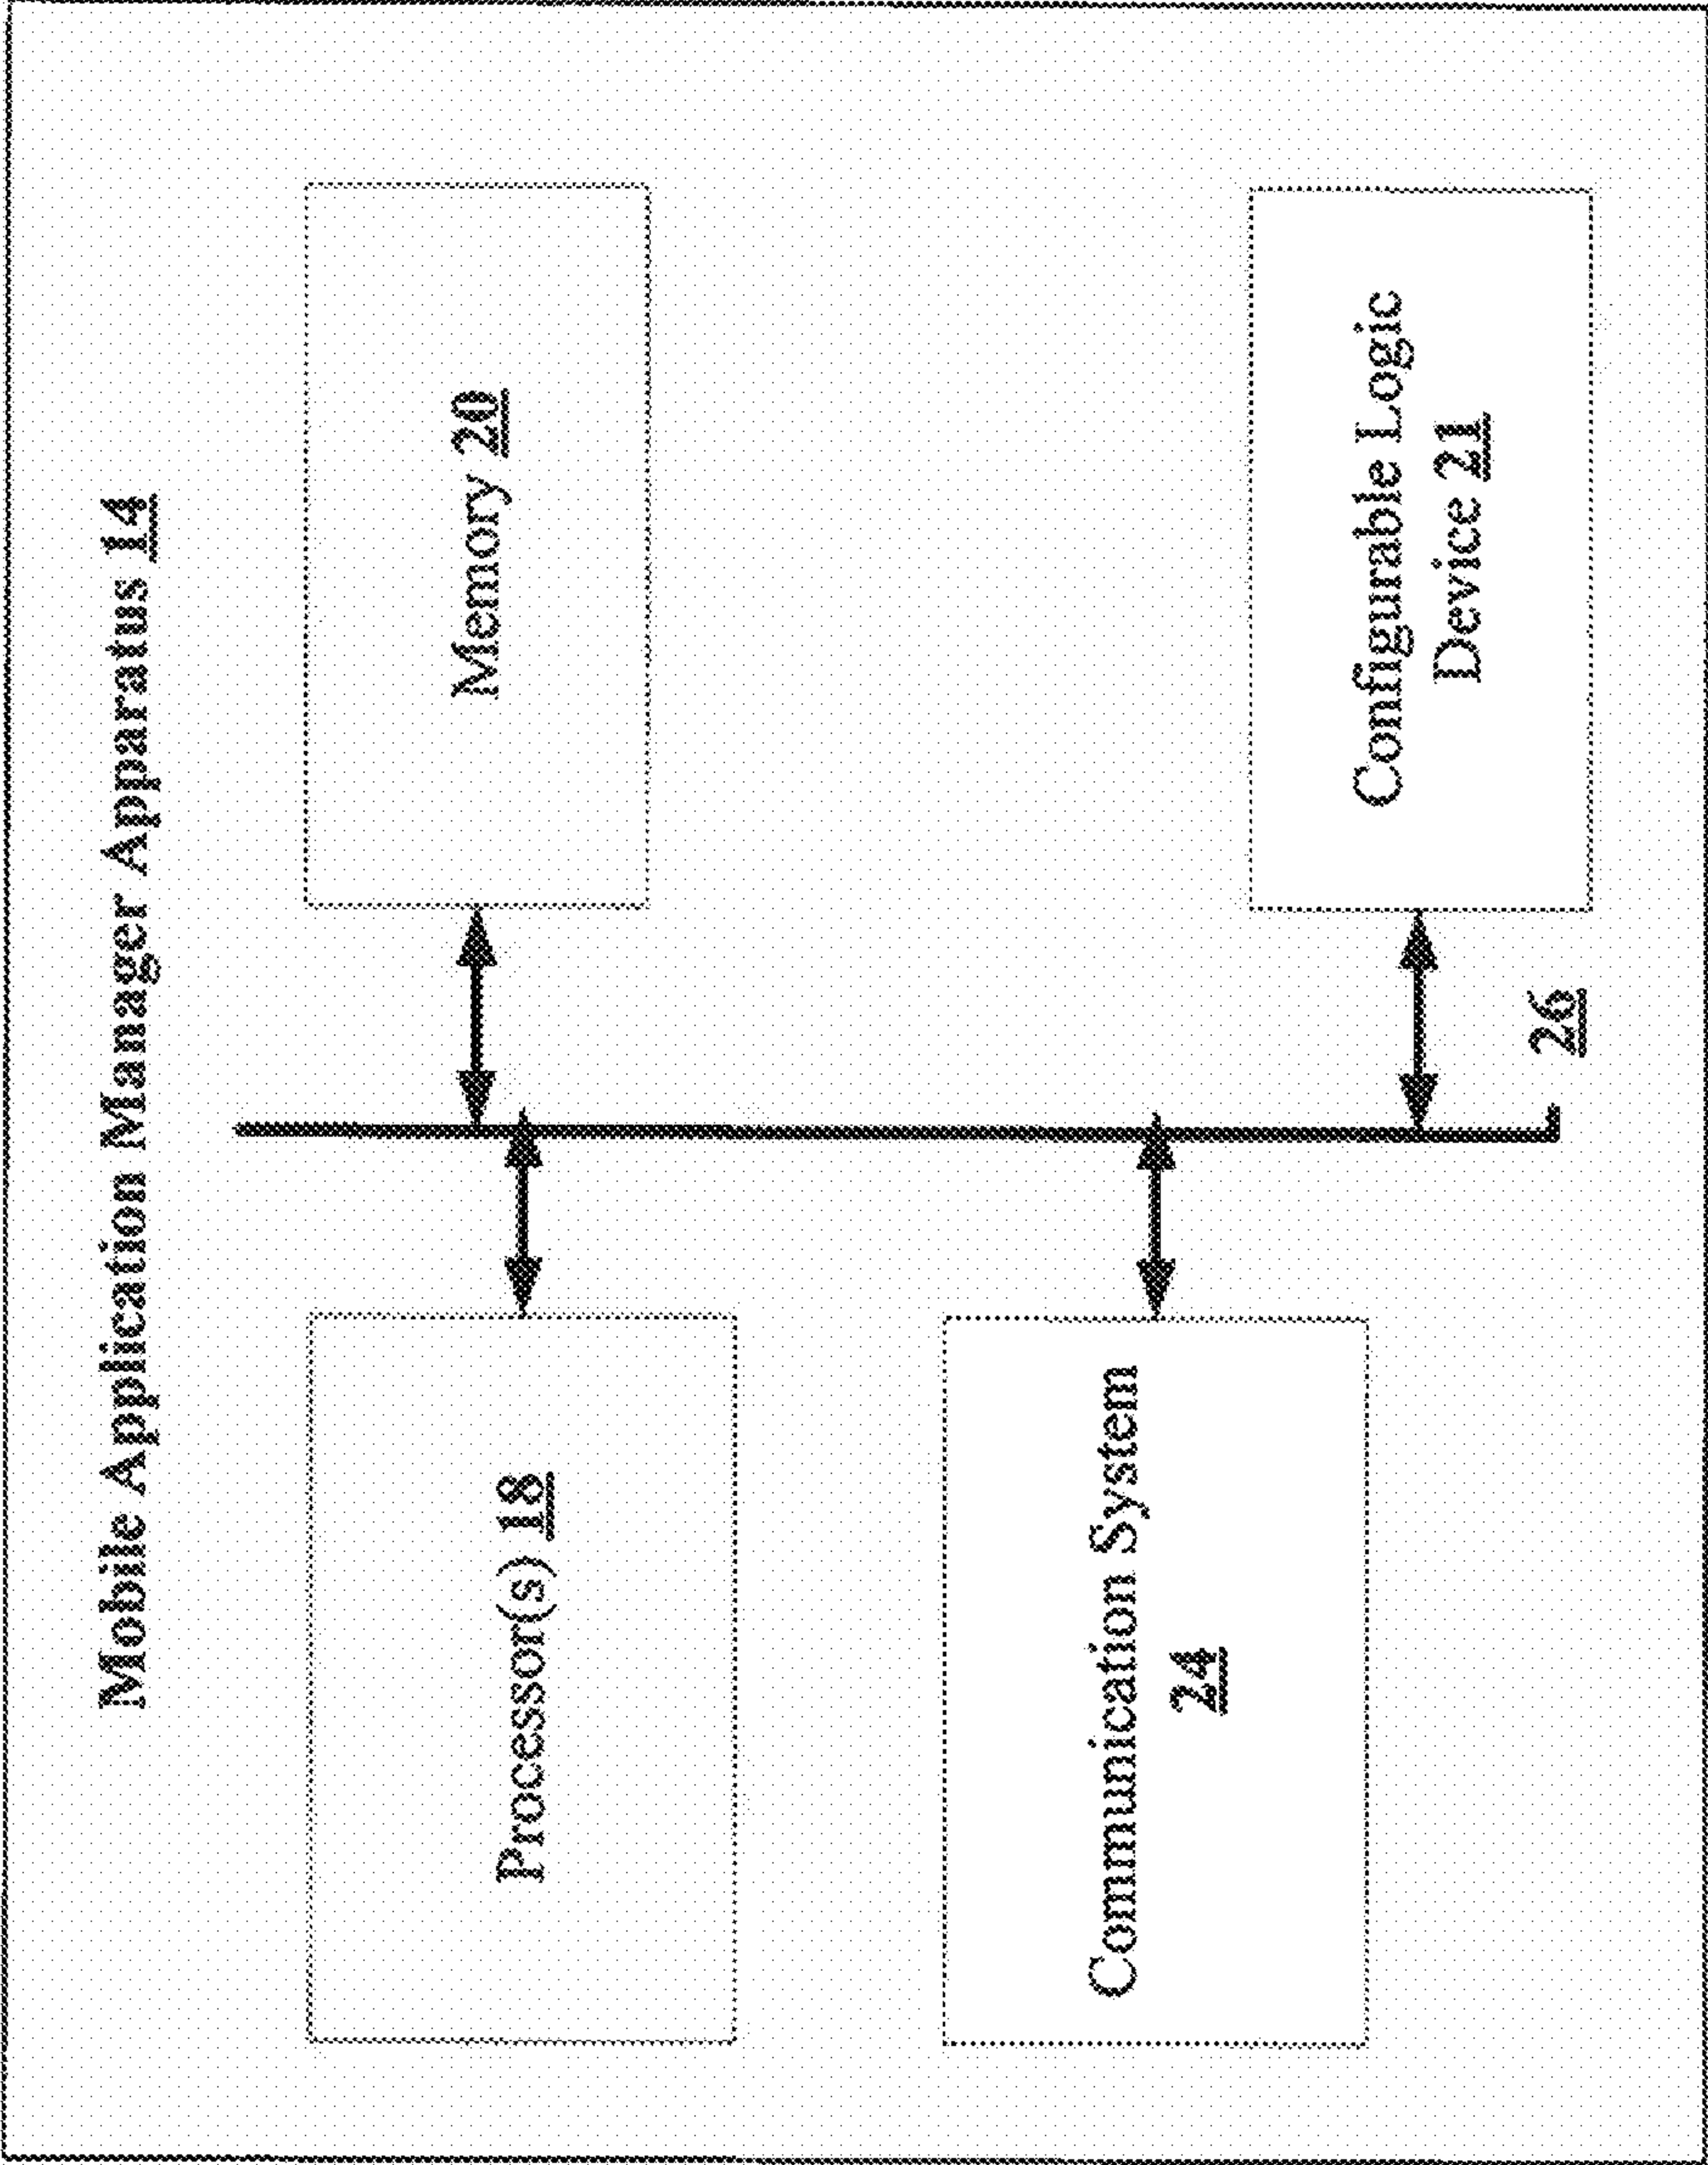 Mobile Application Manager Apparatus 14
Processor(s) 18
Memory 20
Communication System
24
Configurable Logic
Device 21
26